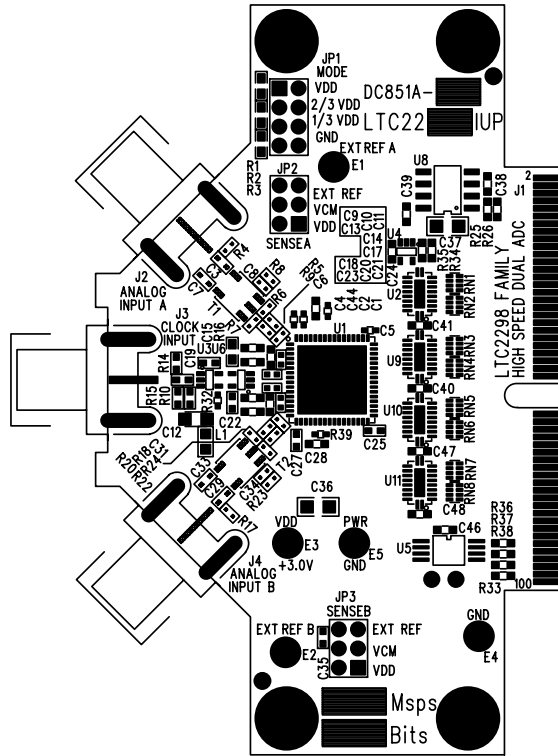 JP1
MODE
VDD
2/3 VDD
1/3 VDD
GND
R1
R2
R3
DC851A-
LTC22 IUP
EXT REF A
E1
JP2
EXT REF
VCM
VDD
SENSEA
U8
C39
C38
J1
2
C37
R25
R26
C9
C10
C11
C13
C14
C17
C18
C21
C23
C22
U4
C24
R35
R34
R4
C3
C8
R8
R5
R9
C6
C7
T1
R6
R7
J2
ANALOG
INPUT A
C4
C44
C2
C1
U2
RN1
RN2
LTC2298 FAMILY
HIGH SPEED DUAL ADC
J3
CLOCK
INPUT
C15
R16
C19
R14
U3
U6
U1
C5
C41
U9
RN3
RN4
C40
R15
R10
R32
C12
C22
L1
R39
C28
C27
C25
U10
RN5
RN6
C47
R18
C31
R20
R24
R22
C33
C29
C34
R23
T2
R17
U11
RN7
RN8
C48
C36
VDD
E3
+3.0V
PWR
E5
GND
J4
ANALOG
INPUT B
U5
C46
R36
R37
R38
R33
100
JP3
SENSEB
EXT REF B
E2
C35
EXT REF
VCM
VDD
GND
E4
Msps
Bits